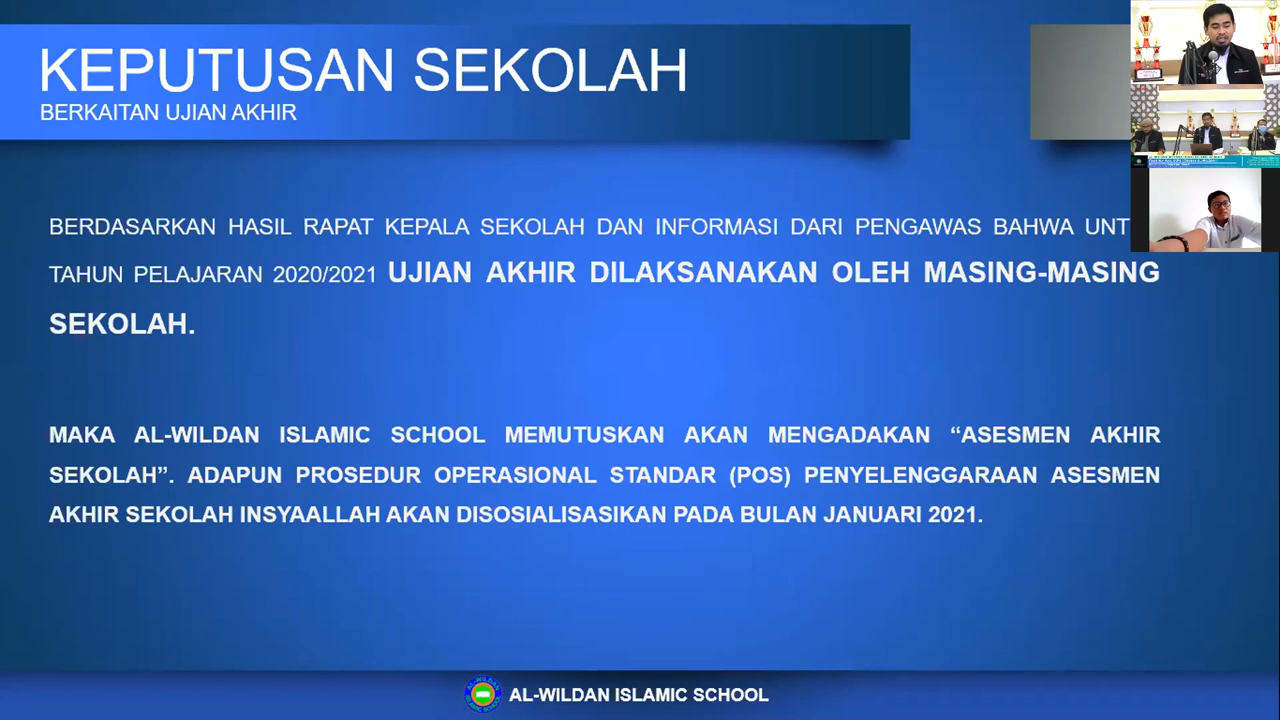 KEPUTUSAN SEKOLAH
BERKAITAN UJIAN AKHIR
BERDASARKAN HASIL RAPAT KEPALA SEKOLAH DAN INFORMASI DARI PENGAWAS BAHWA
TAHUN PELAJARAN 2020/2021 UJIAN AKHIR DILAKSANAKAN OLEH MASING-MASING
SEKOLAH.
MAKA AL-WILDAN ISLAMIC SCHOOL MEMUTUSKAN AKAN MENGADAKAN “ASESMEN AKHIR
SEKOLAH”. ADAPUN PROSEDUR OPERASIONAL STANDAR (POS) PENYELENGGARAAN ASESMEN
AKHIR SEKOLAH INSYAALLAH AKAN DISOSIALISASIKAN PADA BULAN JANUARI 2021.
AL-WILDAN ISLAMIC SCHOOL